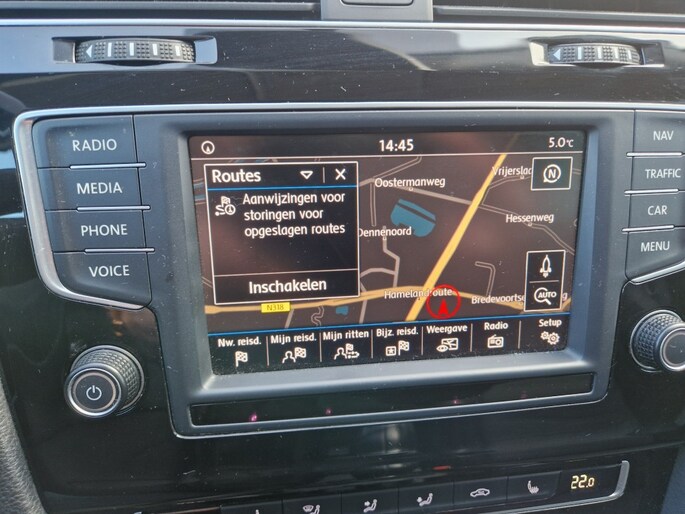 RADIO
MEDIA
PHONE
VOICE
14:45
5.0°C
Routes
Aanwijzingen voor
storingen voor
opgeslagen routes
Inschakelen
Oostermanweg
Hessenweg
Dennenoord
N
AUTO
N318
Nw. reisd.
Mijn reisd.
Mijn ritten
Bijz. reisd.
Weergave
Radio
Setup
NAV
TRAFFIC
CAR
MENU
22.0